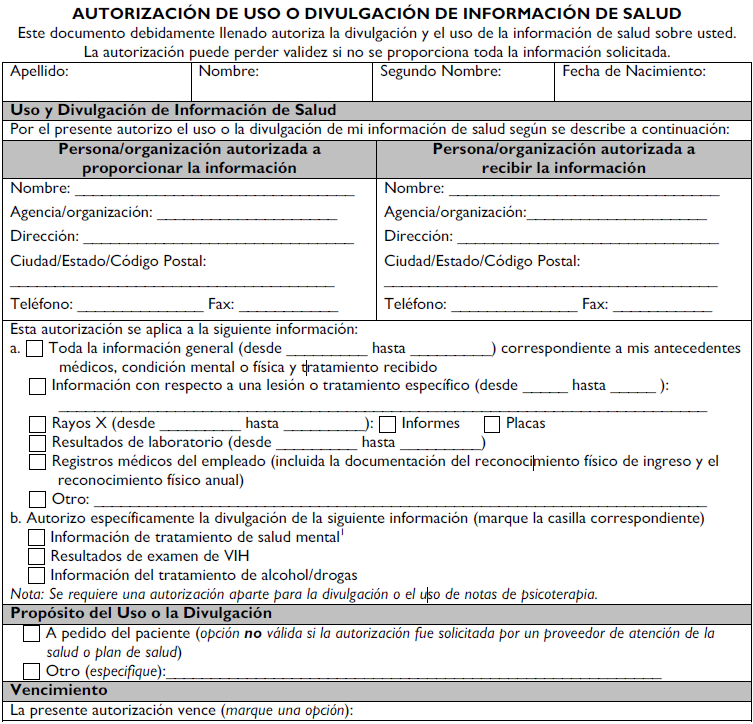 AUTORIZACIÓN DE USO O DIVULGACIÓN DE INFORMACIÓN DE SALUD
Este documento debidamente llenado autoriza la divulgación y el uso de la información de salud sobre usted.
La autorización puede perder validez si no se proporciona toda la información solicitada.
Apellido: Nombre: Segundo Nombre: Fecha de Nacimiento:
Uso y Divulgación de Información de Salud
Por el presente autorizo el uso o la divulgación de mi información de salud según se describe a continuación:
Persona/organización autorizada a
proporcionar la información
Persona/organización autorizada a
recibir la información
Nombre: ______________________________
Agencia/organización: ____________________
Dirección: ______________________________
Ciudad/Estado/Código Postal:
____________________________________
Teléfono: ______________ Fax: ___________
Nombre: ______________________________
Agencia/organización:____________________
Dirección: ______________________________
Ciudad/Estado/Código Postal:
____________________________________
Teléfono: ______________ Fax: ___________
Esta autorización se aplica a la siguiente información:
a. Toda la información general (desde _________ hasta _________) correspondiente a mis antecedentes
médicos, condición mental o física y tratamiento recibido
Información con respecto a una lesión o tratamiento específico (desde _____ hasta _____ ):
________________________________________________________________________
Rayos X (desde _________ hasta _________): Informes Placas
Resultados de laboratorio (desde _________ hasta _________)
Registros médicos del empleado (incluida la documentación del reconocimiento físico de ingreso y el
reconocimiento físico anual)
Otro: ____________________________________________________________________
b. Autorizo específicamente la divulgación de la siguiente información (marque la casilla correspondiente)
Información de tratamiento de salud mental¹
Resultados de examen de VIH
Información del tratamiento de alcohol/drogas
Nota: Se requiere una autorización aparte para la divulgación o el uso de notas de psicoterapia.
Propósito del Uso o la Divulgación
A pedido del paciente (opción no válida si la autorización fue solicitada por un proveedor de atención de la
salud o plan de salud)
Otro (especifique):_____________________________________________________________
Vencimiento
La presente autorización vence (marque una opción):